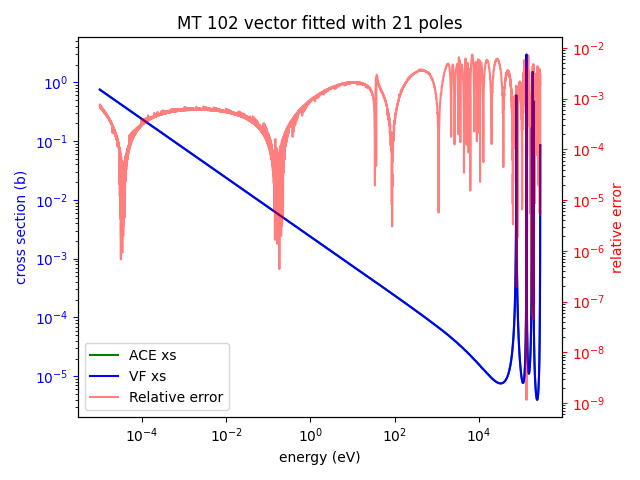 MT 102 vector fitted with 21 poles
cross section (b)
10⁰
10⁻¹
10⁻²
10⁻³
10⁻⁴
10⁻⁵
10⁻²
10⁻³
10⁻⁴
10⁻⁵
10⁻⁶
10⁻⁷
10⁻⁸
10⁻⁹
relative error
ACE xs
VF xs
Relative error
10⁻⁴
10⁻²
10⁰
10²
10⁴
energy (eV)